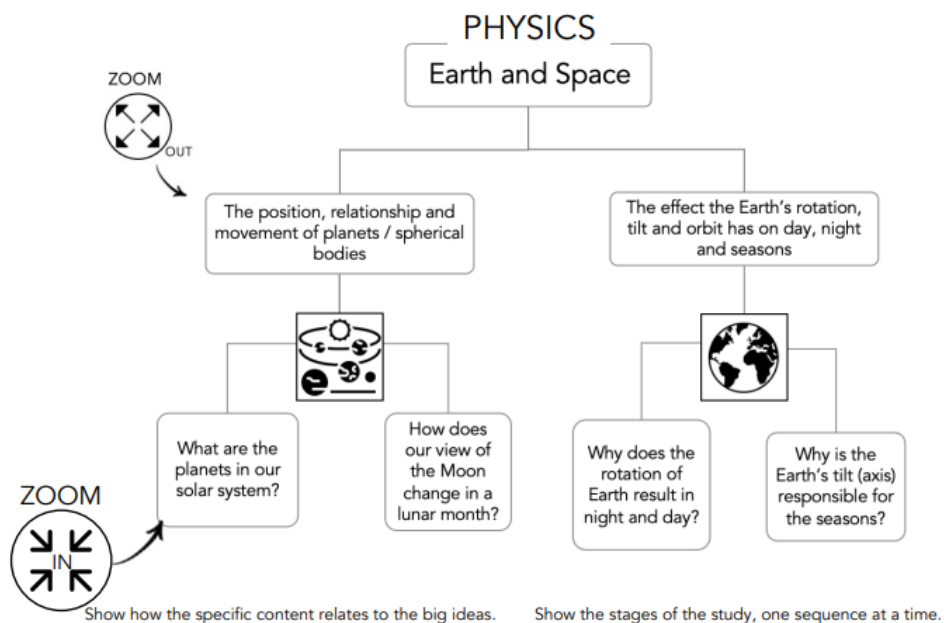 PHYSICS
Earth and Space
ZOOM
OUT
The position, relationship and
movement of planets / spherical
bodies
The effect the Earth's rotation,
tilt and orbit has on day, night
and seasons
What are the
planets in our
solar system?
How does
our view of
the Moon
change in a
lunar month?
Why does the
rotation of
Earth result in
night and day?
Why is the
Earth's tilt (axis)
responsible for
the seasons?
ZOOM
IN
Show how the specific content relates to the big ideas.
Show the stages of the study, one sequence at a time.